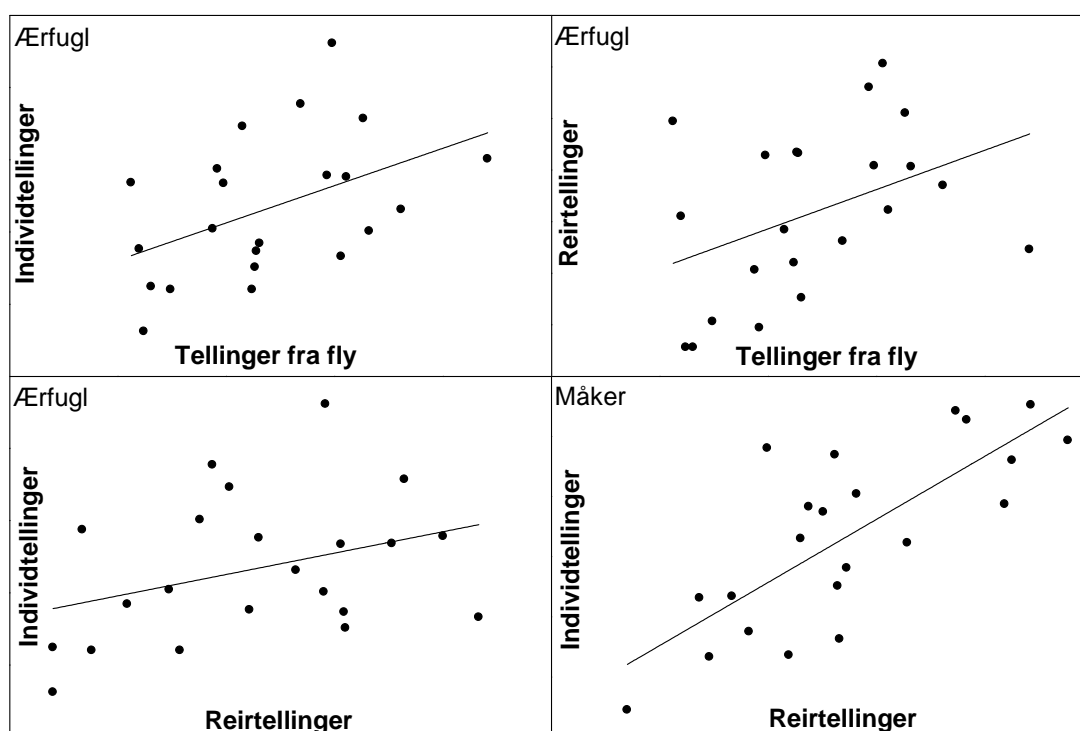 Ærfugl
Individtellinger
Tellinger fra fly
Ærfugl
Reirtellinger
Tellinger fra fly
Ærfugl
Individtellinger
Reirtellinger
Måker
Individtellinger
Reirtellinger